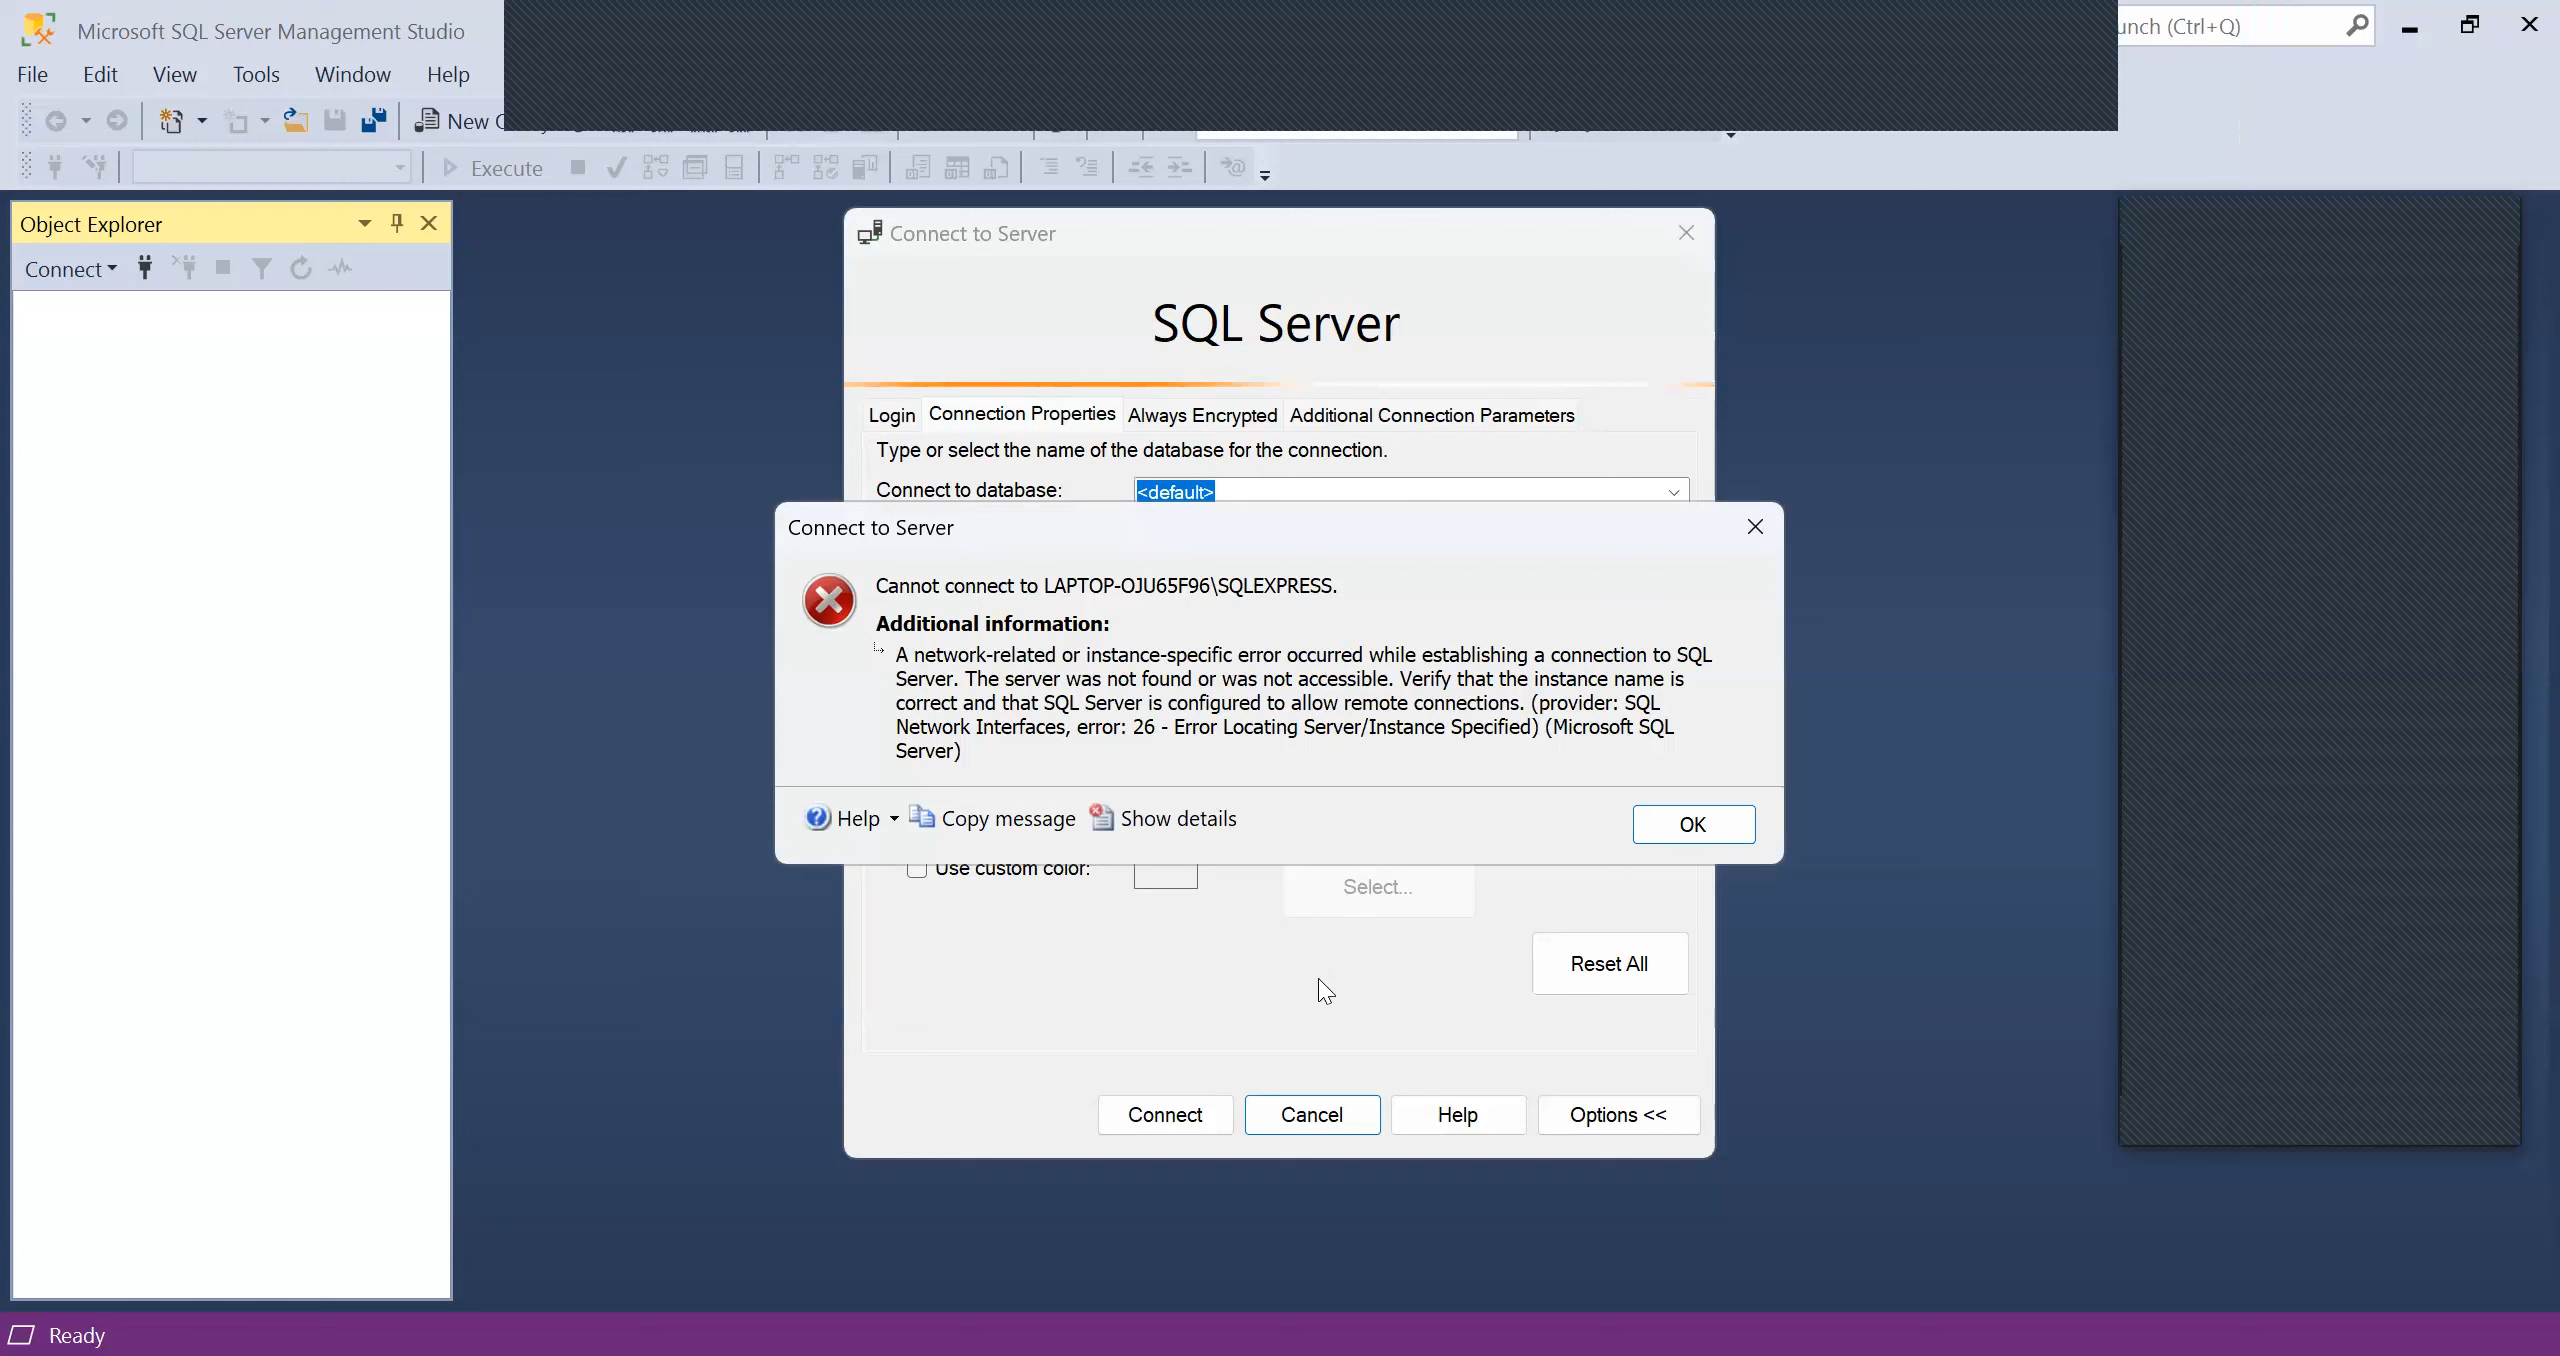 Microsoft SQL Server Management Studio
unch (Ctrl+Q)
File Edit View Tools Window Help
New
Execute
Object Explorer
Connect
Connect to Server
SQL Server
Login Connection Properties Always Encrypted Additional Connection Parameters
Type or select the name of the database for the connection.
Connect to database: <default>
Connect to Server
Cannot connect to LAPTOP-OJU65F96\SQLEXPRESS.
Additional information:
A network-related or instance-specific error occurred while establishing a connection to SQL
Server. The server was not found or was not accessible. Verify that the instance name is
correct and that SQL Server is configured to allow remote connections. (provider: SQL
Network Interfaces, error: 26 - Error Locating Server/Instance Specified) (Microsoft SQL
Server)
Help Copy message Show details OK
Use custom color: Select...
Reset All
Connect Cancel Help Options <<
Ready